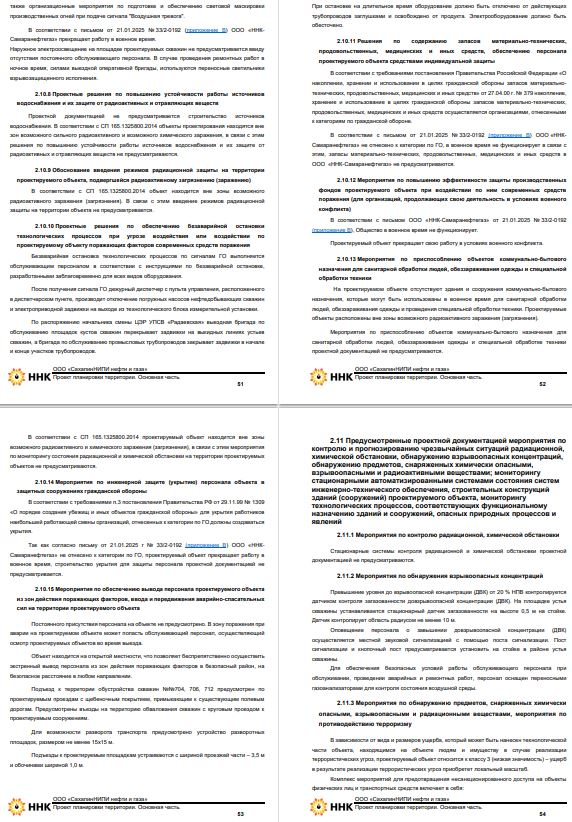 также организационные мероприятия по подготовке и обеспечению световой маскировки
производственных огней при подаче сигнала "Воздушная тревога".
В соответствии с письмом от 21.01.2025 №33/2-0192 (приложение В) ООО «ННК-
Самаранефтегаз» прекращает работу в военное время.
Наружное электроосвещение на площадке проектируемых скважин не предусматривается ввиду
отсутствия постоянного обслуживающего персонала. В случае проведения ремонтных работ в
ночное время, силами выездной оперативной бригады, используются переносные светильники
взрывозащищенного исполнения.
2.10.8 Проектные решения по повышению устойчивости работы источников
водоснабжения и их защите от радиоактивных и отравляющих веществ
Проектной документацией не предусматривается строительство источников
водоснабжения. В соответствии с СП 165.1325800.2014 объекты проектирования находится вне
зон возможного сильного радиоактивного и возможного химического заражения, в связи с этим
решения по повышению устойчивости работы источников водоснабжения и их защите от
радиоактивных и отравляющих веществ не предусматриваются.
2.10.9 Обоснование введения режимов радиационной защиты на территории
проектируемого объекта, подвергшейся радиоактивному загрязнению (заражению)
В соответствии с СП 165.1325800.2014 объект находится вне зоны возможного
радиоактивного заражения (загрязнения). В связи с этим введение режимов радиационной
защиты на территории объекта не предусматривается.
2.10.10 Проектные решения по обеспечению безаварийной остановки
технологических процессов при угрозе воздействия или воздействии по
проектируемому объекту поражающих факторов современных средств поражения
Безаварийная остановка технологических процессов по сигналам ГО выполняется
обслуживающим персоналом в соответствии с инструкциями по безаварийной остановке,
разработанными заблаговременно для всех видов оборудования.
После получения сигнала ГО дежурный диспетчер с пульта управления, расположенного
в диспетчерском пункте, производит отключение погружных насосов нефтедобывающих скважин
и электроприводной задвижки на выходе из технологического блока измерительной установки.
По распоряжению начальника смены ЦЭР УПСВ «Радаевская» выездная бригада по
обслуживанию площадок кустов скважин перекрывает задвижки на выкидных линиях устьев
скважин, а бригада по обслуживанию промысловых трубопроводов закрывает задвижки в начале
и конце участков трубопроводов.
ННК
ООО «СахалинНИПИ нефти и газа»
Проект планировки территории. Основная часть.
51
При остановке на длительное время оборудование должно быть отключено от действующих
трубопроводов заглушками и освобождено от продукта. Электрооборудование должно быть
обесточено.
2.10.11 Решения по содержанию запасов материально-технических,
продовольственных, медицинских и иных средств, обеспечению персонала
проектируемого объекта средствами индивидуальной защиты
В соответствии с требованиями постановления Правительства Российской Федерации «О
накоплении, хранении и использовании в целях гражданской обороны запасов материально-
технических, продовольственных, медицинских и иных средств» от 27.04.00 г. № 379 накопление,
хранение и использование в целях гражданской обороны запасов материально-технических,
продовольственных, медицинских и иных средств осуществляется организациями, отнесенными
к категориям по гражданской обороне.
В соответствии с письмом от 21.01.2025 №33/2-0192 (приложение В) ООО «ННК-
Самаранефтегаз» не отнесено к категории по ГО, в военное время не функционирует в связи с
этим, запасы материально-технических, продовольственных, медицинских и иных средств в
ООО «ННК-Самаранефтегаз» не предусматриваются.
2.10.12 Мероприятия по повышению эффективности защиты производственных
фондов проектируемого объекта при воздействии по ним современных средств
поражения (для организаций, продолжающих свою деятельность в условиях военного
конфликта)
В соответствии с письмом ООО «ННК-Самаранефтегаз» от 21.01.2025 №33/2-0192
(приложение В), Общество в военное время не функционирует.
Проектируемый объект прекращает свою работу в условиях военного конфликта.
2.10.13 Мероприятия по приспособлению объектов коммунально-бытового
назначения для санитарной обработки людей, обеззараживания одежды и специальной
обработки техники
На проектируемом объекте отсутствуют здания и сооружения коммунально-бытового
назначения, которые могут быть использованы в военное время для санитарной обработки
людей, обеззараживания одежды и проведения специальной обработки техники. Проектируемые
объекты расположены вне зоны возможного радиоактивного заражения (загрязнения).
Мероприятия по приспособлению объектов коммунально-бытового назначения для
санитарной обработки людей, обеззараживания одежды и специальной обработки техники
проектной документацией не предусматриваются.
ННК
ООО «СахалинНИПИ нефти и газа»
Проект планировки территории. Основная часть.
52
В соответствии с СП 165.1325800.2014 проектируемый объект находится вне зоны
возможного радиоактивного и химического заражения (загрязнения), в связи с этим мероприятия
по мониторингу состояния радиационной и химической обстановки на территории проектируемых
объектов не предусматриваются.
2.10.14 Мероприятия по инженерной защите (укрытию) персонала объекта в
защитных сооружениях гражданской обороны
В соответствии с требованиями п.3 постановления Правительства РФ от 29.11.99 № 1309
«О порядке создания убежищ и иных объектов гражданской обороны» для укрытия работников
наибольшей работающей смены организаций, отнесенных к категориям по ГО должны создаваться
укрытия.
Так как согласно письму от 21.01.2025 г № 33/2-0192 (приложение В) ООО «ННК-
Самаранефтегаз» не отнесено к категории по ГО, проектируемый объект прекращает работу в
военное время, строительство укрытия для защиты персонала проектной документацией не
предусматривается.
2.10.15 Мероприятия по обеспечению вывода персонала проектируемого объекта
из зон действия поражающих факторов, ввода и передвижения аварийно-спасательных
сил на территории проектируемого объекта
Постоянного присутствия персонала на объекте не предусмотрено. В зону поражения при
аварии на проектируемом объекте может попасть обслуживающий персонал, осуществляющий
осмотр проектируемых объектов во время выезда.
Объект находится на открытой местности, что позволяет беспрепятственно осуществить
экстренный вывод персонала из зон действия поражающих факторов в безопасный район, на
безопасное расстояние в любом направлении.
Подъезд к территории обустройства скважин №№704, 706, 712 предусмотрен по
проектируемым проездам с щебеночным покрытием, примыкающим к существующим полевым
дорогам. Предусмотрены въезды на территорию обвалования скважин с круговым проездом к
проектируемым сооружениям.
Для возможности разворота транспорта предусмотрено устройство разворотных
площадок, размером не менее 15x15 м.
Подъезды к проектируемым площадкам устраиваются с шириной проезжей части – 3,5 м
и обочинами шириной 1,0 м.
ННК
ООО «СахалинНИПИ нефти и газа»
Проект планировки территории. Основная часть.
53
2.11 Предусмотренные проектной документацией мероприятия по
контролю и прогнозированию чрезвычайных ситуаций радиационной,
химической обстановки, обнаружению взрывоопасных концентраций,
обнаружению предметов, снаряженных химически опасными,
взрывоопасными и радиоактивными веществами; мониторингу
стационарными автоматизированными системами состояния систем
инженерно-технического обеспечения, строительных конструкций
зданий (сооружений) проектируемого объекта, мониторингу
технологических процессов, соответствующих функциональному
назначению зданий и сооружений, опасных природных процессов и
явлений
2.11.1 Мероприятия по контролю радиационной, химической обстановки
Стационарные системы контроля радиационной и химической обстановки проектной
документацией не предусматриваются.
2.11.2 Мероприятия по обнаружения взрывоопасных концентраций
Превышение уровня до взрывоопасной концентрации (ДВК) от 20 % НПВ контролируется
датчиком контроля загазованности довзрывоопасной концентрации (ДВК). На площадке устья
скважины устанавливается стационарный датчик загазованности на высоте 0,5 м на стойке.
Датчик контролирует область радиусом не менее 10 м.
Оповещение персонала о завышении довзрывоопасной концентрации (ДВК)
осуществляется местной звуковой сигнализацией с помощью поста сигнализации. Пост
сигнализации и кнопочный пост предусматривается установить на стойке в районе устья
скважины.
Для обеспечения безопасных условий работы обслуживающего персонала при
обслуживании, проведении аварийных и ремонтных работ, персонал оснащен переносными
газоанализаторами для контроля состояния воздушной среды.
2.11.3 Мероприятия по обнаружению предметов, снаряженных химически
опасными, взрывоопасными и радиационными веществами, мероприятия по
противодействию терроризму
В зависимости от вида и размеров ущерба, который может быть нанесен технологической
части объекта, находящимся на объекте людям и имуществу в случае реализации
террористических угроз, проектируемый объект относится к классу 3 (низкая значимость) – ущерб
в результате реализации террористических угроз приобретет локальный масштаб.
Комплекс мероприятий для предотвращения несанкционированного доступа на объекты
физических лиц и транспортных средств включает в себя:
ННК
ООО «СахалинНИПИ нефти и газа»
Проект планировки территории. Основная часть.
54